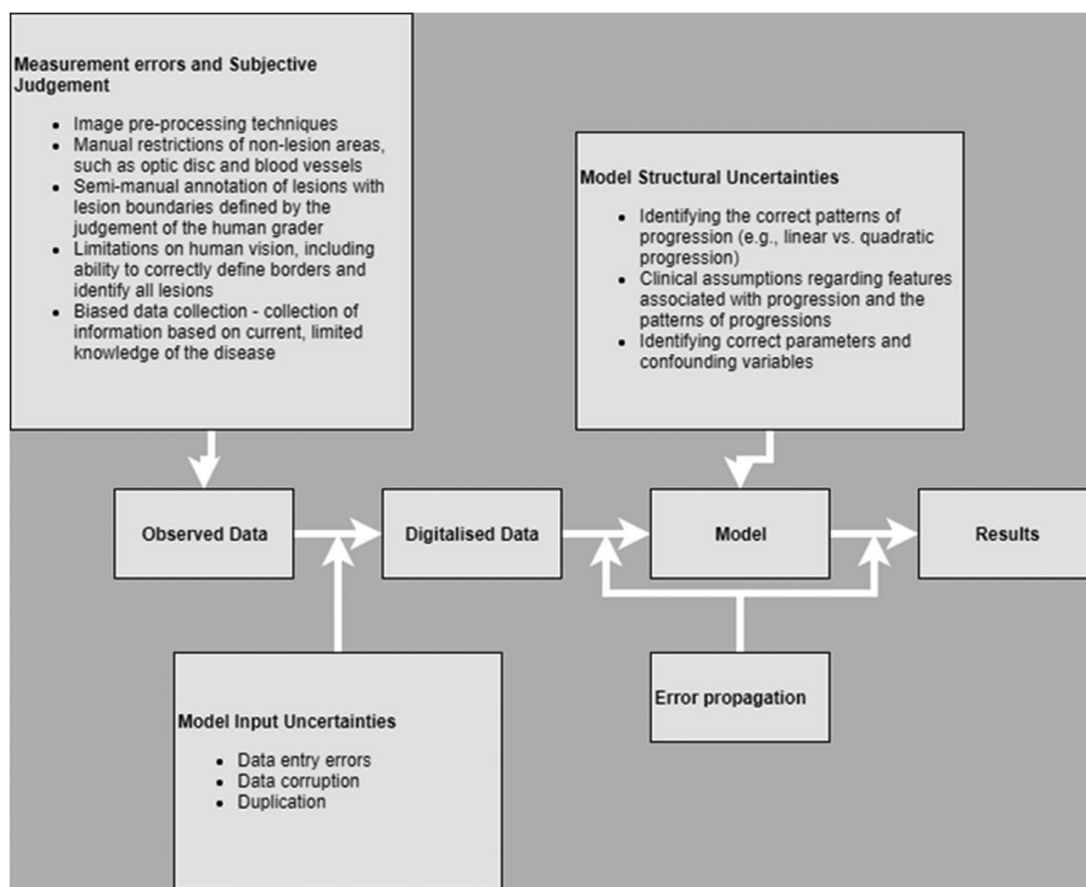 Measurement errors and Subjective
Judgement
• Image pre-processing techniques
• Manual restrictions of non-lesion areas,
such as optic disc and blood vessels
• Semi-manual annotation of lesions with
lesion boundaries defined by the
judgement of the human grader
• Limitations on human vision, including
ability to correctly define borders and
identify all lesions
• Biased data collection - collection of
information based on current, limited
knowledge of the disease
Model Structural Uncertainties
• Identifying the correct patterns of
progression (e.g., linear vs. quadratic
progression)
• Clinical assumptions regarding features
associated with progression and the
patterns of progressions
• Identifying correct parameters and
confounding variables
Observed Data
Digitalised Data
Model
Results
Model Input Uncertainties
• Data entry errors
• Data corruption
• Duplication
Error propagation